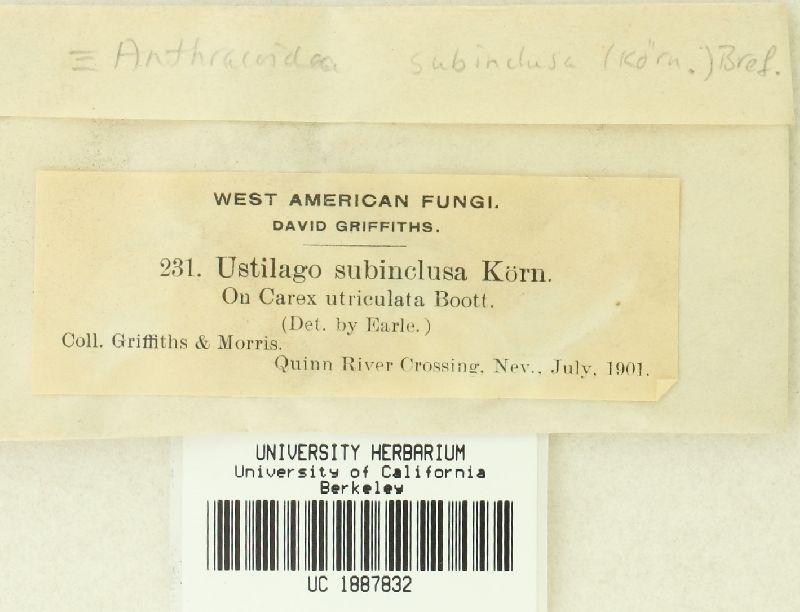 ≡ Anthracoidea subinclusa (Körn.) Bref.
WEST AMERICAN FUNGI.
DAVID GRIFFITHS.
231. Ustilago subinclusa Körn.
On Carex utriculata Boott.
(Det. by Earle.)
Coll. Griffiths & Morris.
Quinn River Crossing, Nev., July, 1901.
UNIVERSITY HERBARIUM
University of California
Berkeley
UC 1887832